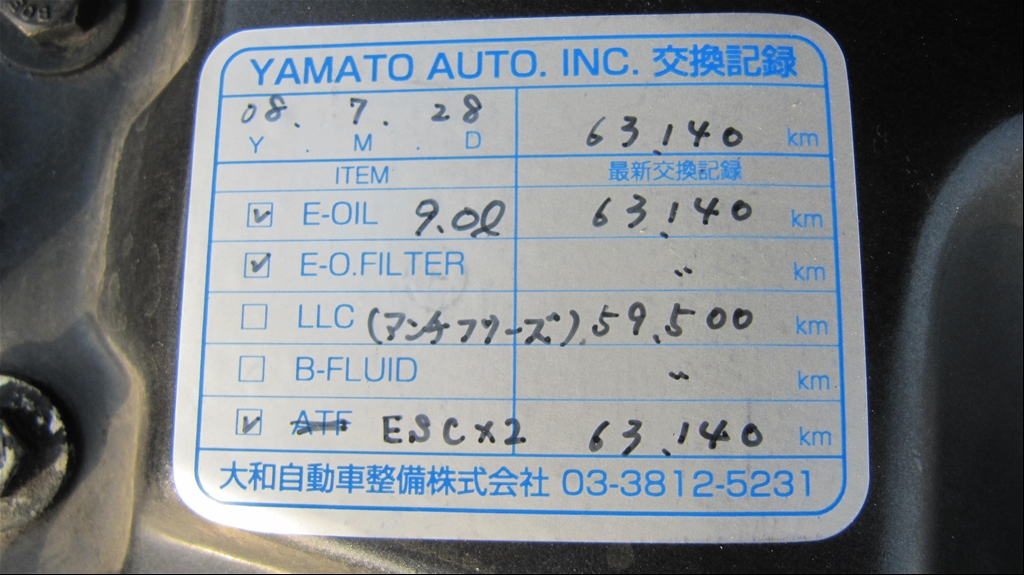 YAMATO AUTO. INC. 交換記録
08. 7. 28 63,140 km
Y . M . D
ITEM 最新交換記録
E-OIL 9.0ℓ 63,140 km
E-O.FILTER 〃 km
LLC (アンチフリーズ) 59,500 km
B-FLUID 〃 km
ATF ESC×2 63,140 km
大和自動車整備株式会社 03-3812-5231